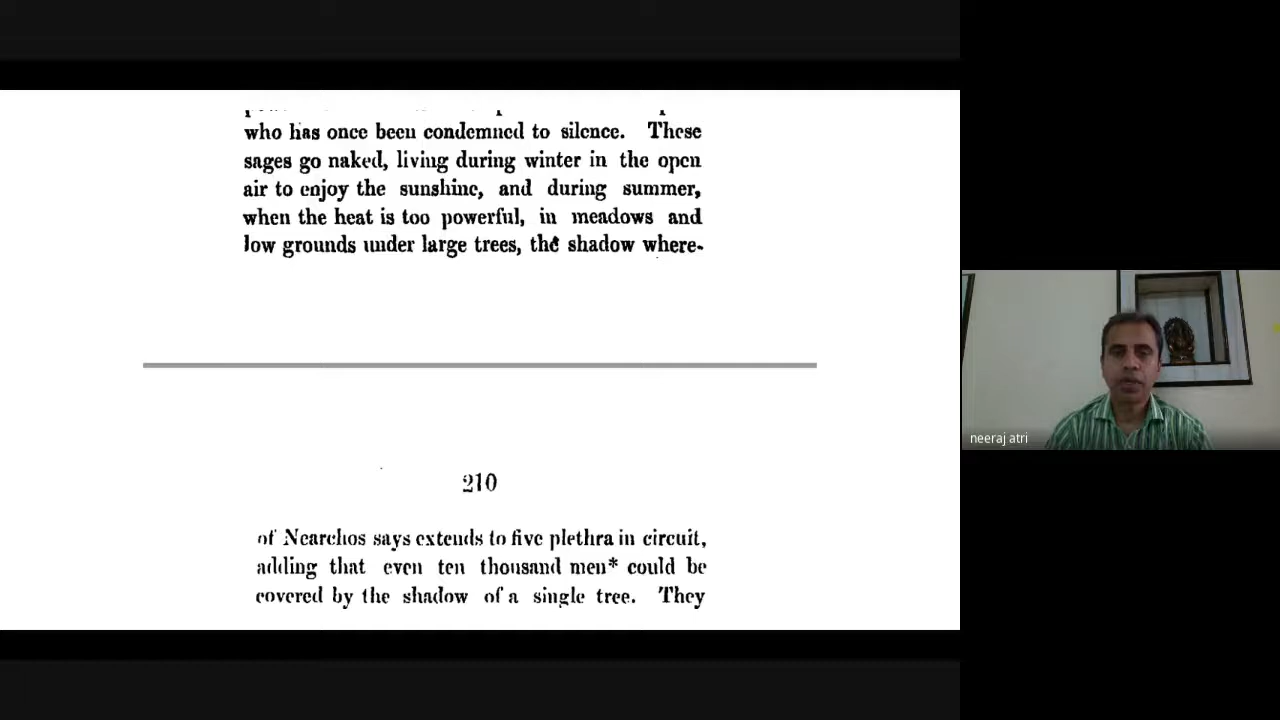 who has once been condemned to silence. These
sages go naked, living during winter in the open
air to enjoy the sunshine, and during summer,
when the heat is too powerful, in meadows and
low grounds under large trees, the shadow where-
210
of Nearchos says extends to five plethra in circuit,
adding that even ten thousand men* could be
covered by the shadow of a single tree. They
neeraj atri